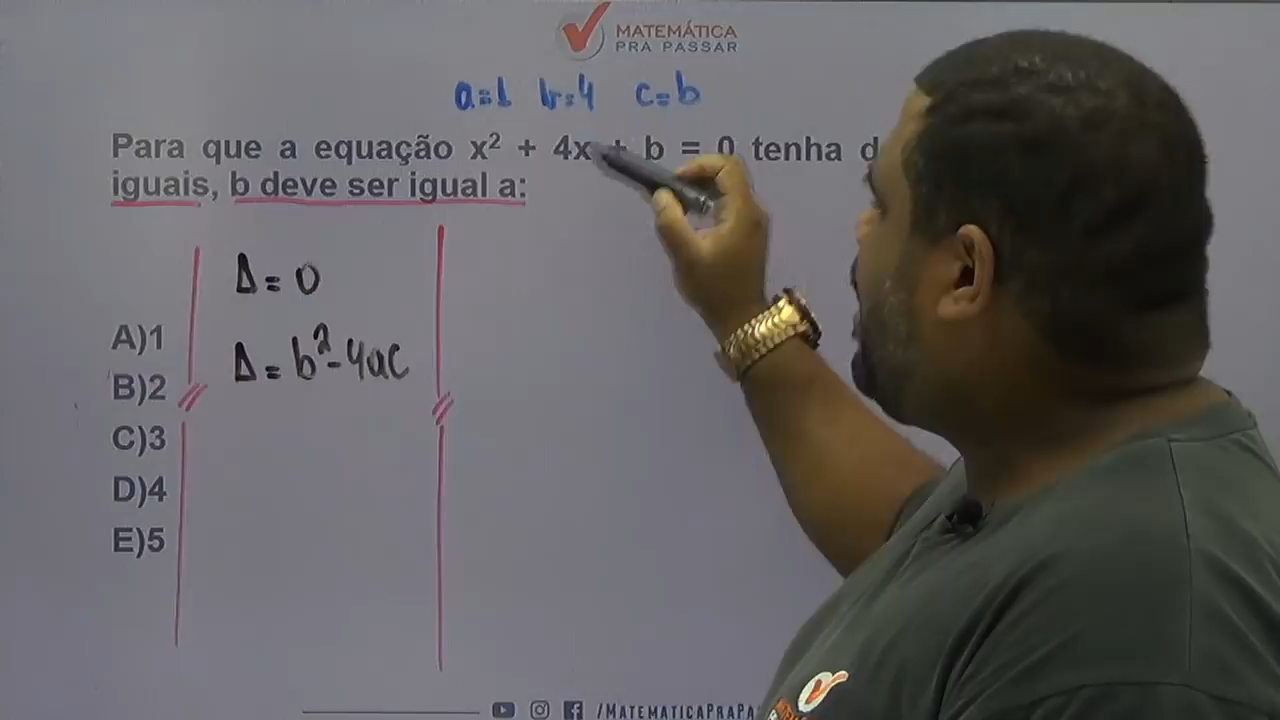 MATEMÁTICA
PRA PASSAR
a=1 b=4 c=b
Para que a equação x² + 4x + b = 0 tenha
iguais, b deve ser igual a:
Δ = 0
A)1
Δ = b² - 4ac
B)2
C)3
D)4
E)5